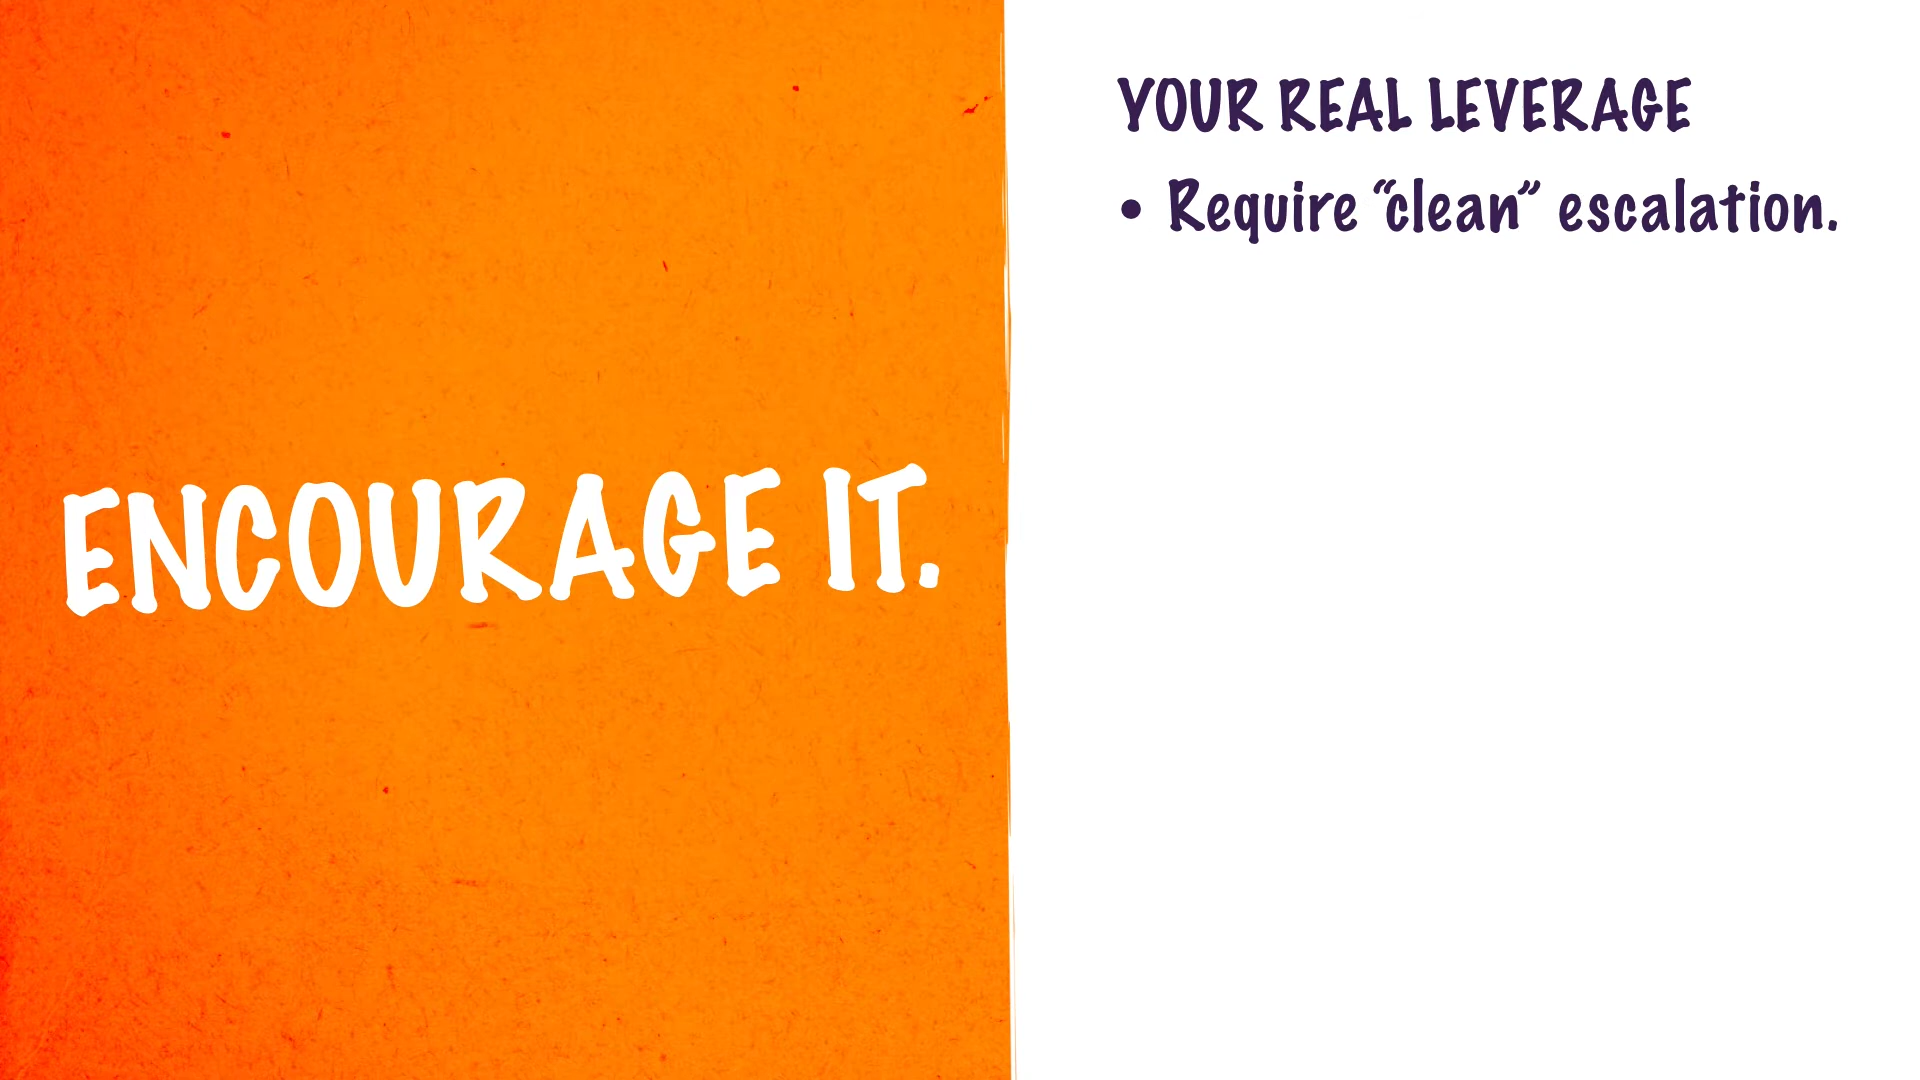 ENCOURAGE IT.
YOUR REAL LEVERAGE
• Require “clean” escalation.